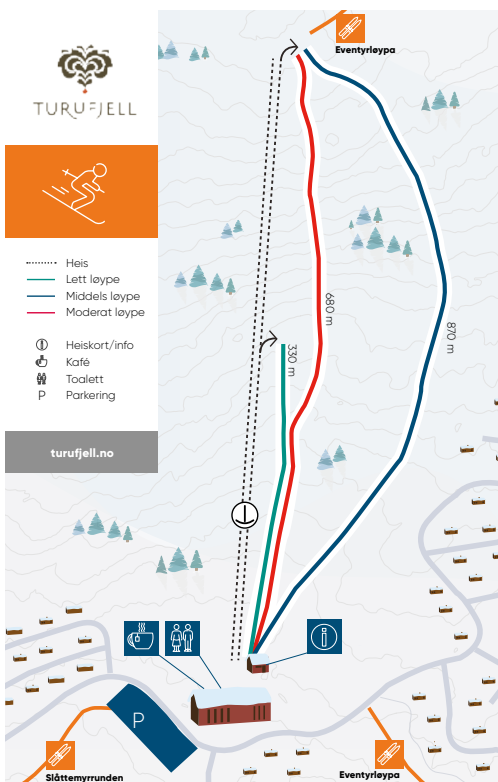 TURUFJELL
Heis
Lett løype
Middels løype
Moderat løype
Heiskort/info
Kafé
Toalett
P Parkering
turufjell.no
Eventyrløypa
680 m
870 m
330 m
P
Slåttemyrrunden
Eventyrløypa